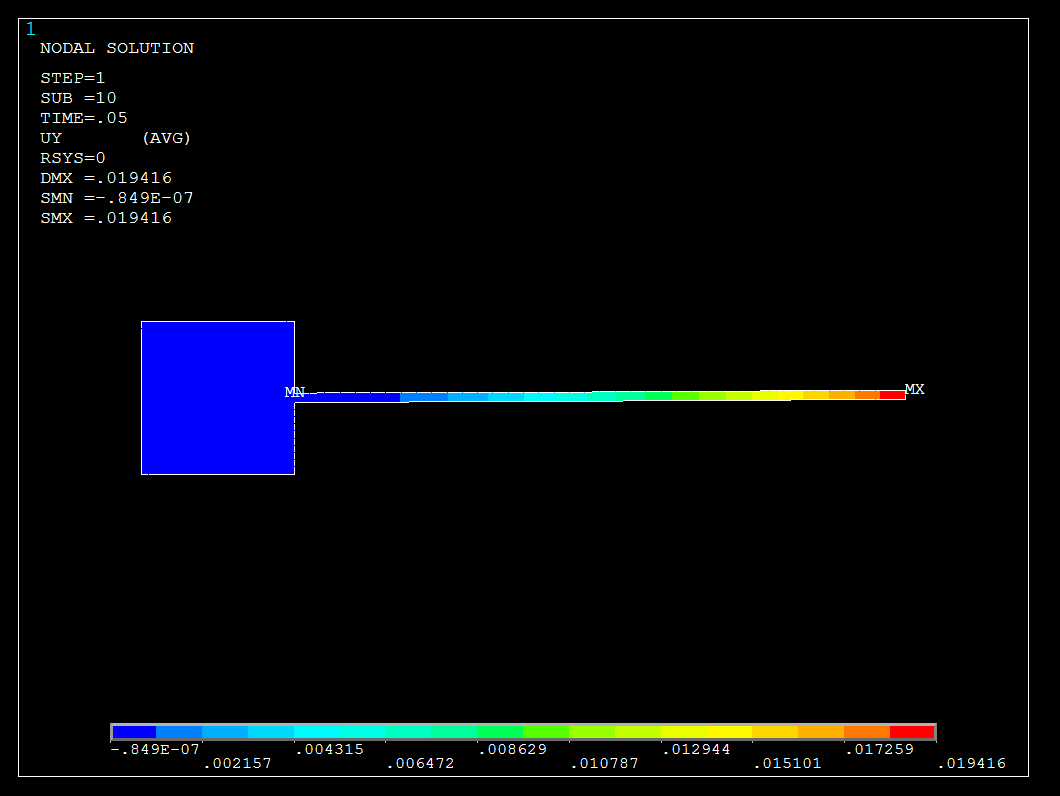 1
NODAL SOLUTION
STEP=1
SUB =10
TIME=.05
UY (AVG)
RSYS=0
DMX =.019416
SMN =-.849E-07
SMX =.019416
MN
MX
-.849E-07 .004315 .008629 .012944 .017259
.002157 .006472 .010787 .015101 .019416